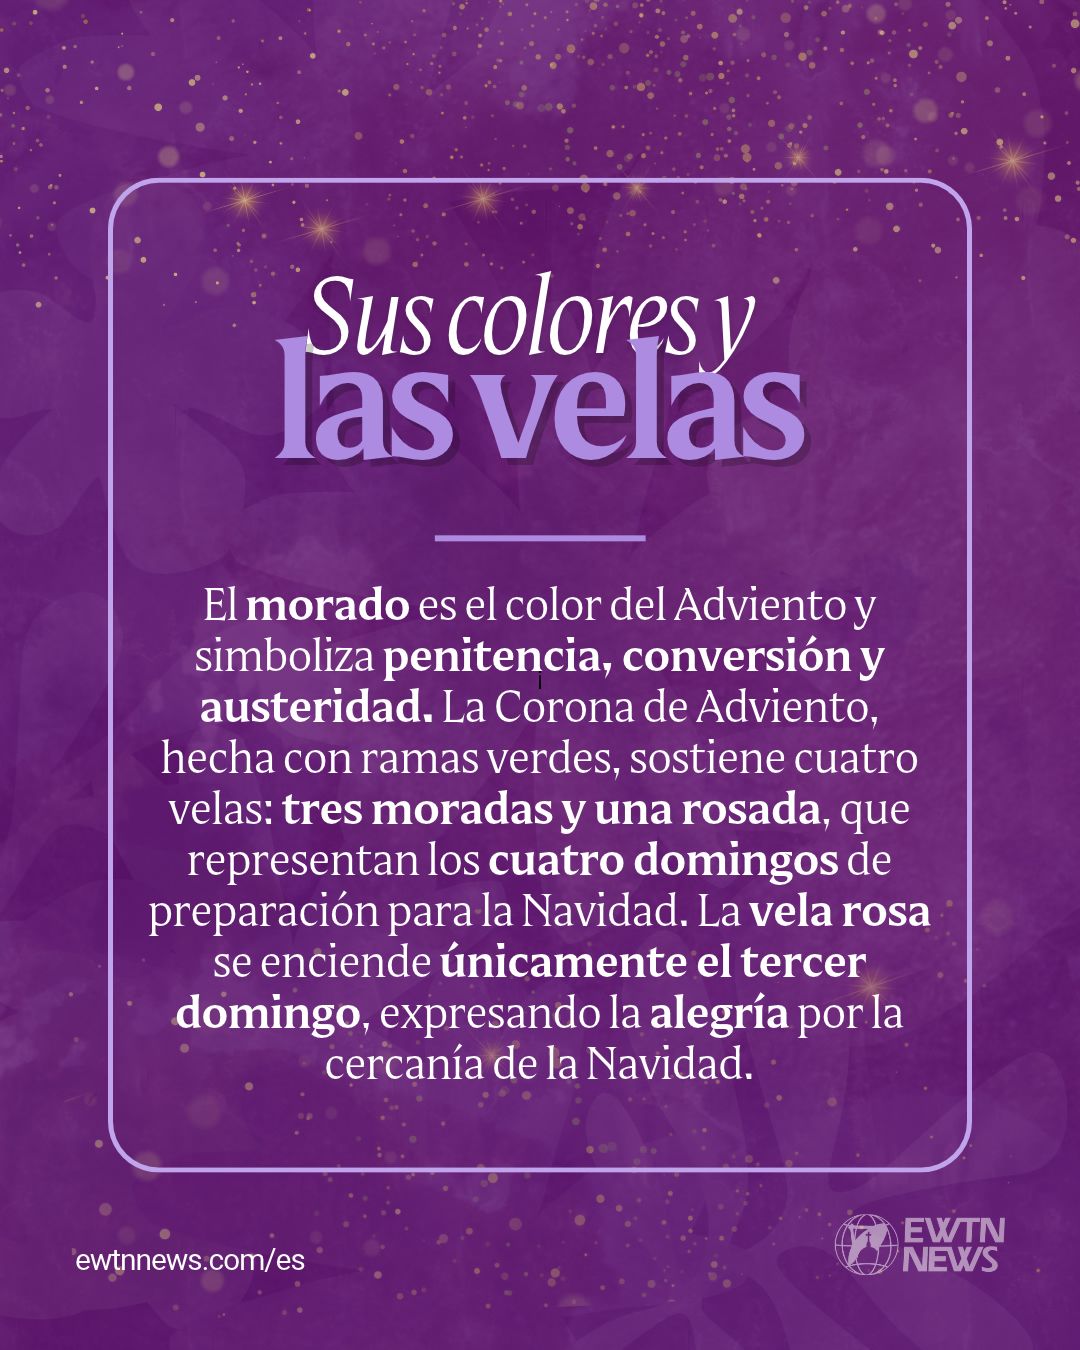 Sus colores y
las velas
El morado es el color del Adviento y
simboliza penitencia, conversión y
austeridad. La Corona de Adviento,
hecha con ramas verdes, sostiene cuatro
velas: tres moradas y una rosada, que
representan los cuatro domingos de
preparación para la Navidad. La vela rosa
se enciende únicamente el tercer
domingo, expresando la alegría por la
cercanía de la Navidad.
ewtnnews.com/es
EWTN
NEWS